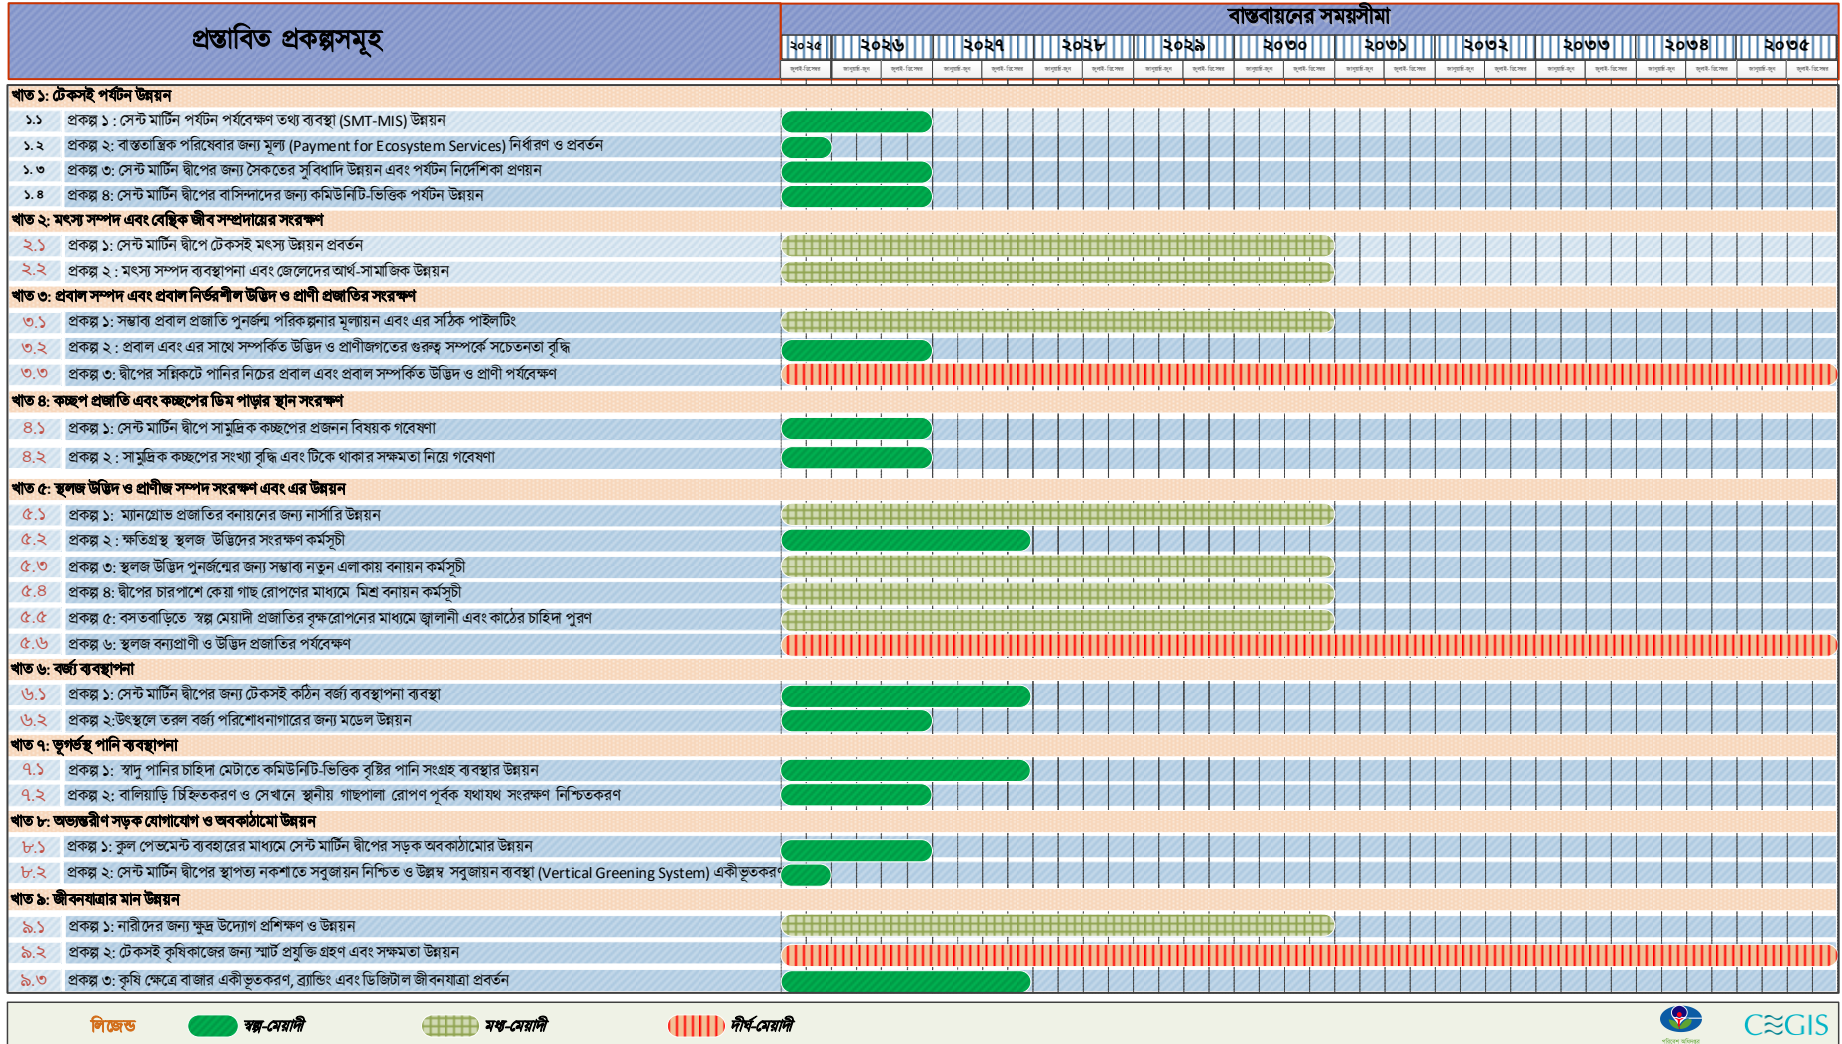 প্রস্তাবিত প্রকল্পসমূহ
বাস্তবায়নের সময়সীমা
২০২৫ ২০২৬ ২০২৭ ২০২৮ ২০২৯ ২০৩০ ২০৩১ ২০৩২ ২০৩৩ ২০৩৪ ২০৩৫
জুলাই-ডিসেম্বর জানুয়ারি-জুন জুলাই-ডিসেম্বর জানুয়ারি-জুন জুলাই-ডিসেম্বর জানুয়ারি-জুন জুলাই-ডিসেম্বর জানুয়ারি-জুন জুলাই-ডিসেম্বর জানুয়ারি-জুন জুলাই-ডিসেম্বর জানুয়ারি-জুন জুলাই-ডিসেম্বর জানুয়ারি-জুন জুলাই-ডিসেম্বর জানুয়ারি-জুন জুলাই-ডিসেম্বর জানুয়ারি-জুন জুলাই-ডিসেম্বর জানুয়ারি-জুন জুলাই-ডিসেম্বর
খাত ১: টেকসই পর্যটন উন্নয়ন
১.১ প্রকল্প ১ : সেন্ট মার্টিন পর্যটন পর্যবেক্ষণ তথ্য ব্যবস্থা (SMT-MIS) উন্নয়ন
১.২ প্রকল্প ২: বাস্ততান্ত্রিক পরিষেবার জন্য মূল্য (Payment for Ecosystem Services) নির্ধারণ ও প্রবর্তন
১.৩ প্রকল্প ৩: সেন্ট মার্টিন দ্বীপের জন্য সৈকতের সুবিধাদি উন্নয়ন এবং পর্যটন নির্দেশিকা প্রণয়ন
১.৪ প্রকল্প ৪: সেন্ট মার্টিন দ্বীপের বাসিন্দাদের জন্য কমিউনিটি-ভিত্তিক পর্যটন উন্নয়ন
খাত ২: মৎস্য সম্পদ এবং বেন্থিক জীব সম্প্রদায়ের সংরক্ষণ
২.১ প্রকল্প ১: সেন্ট মার্টিন দ্বীপে টেকসই মৎস্য উন্নয়ন প্রবর্তন
২.২ প্রকল্প ২ : মৎস্য সম্পদ ব্যবস্থাপনা এবং জেলেদের আর্থ-সামাজিক উন্নয়ন
খাত ৩: প্রবাল সম্পদ এবং প্রবাল নির্ভরশীল উদ্ভিদ ও প্রাণী প্রজাতির সংরক্ষণ
৩.১ প্রকল্প ১: সম্ভাব্য প্রবাল প্রজাতি পুনর্জন্ম পরিকল্পনার মূল্যায়ন এবং এর সঠিক পাইলটিং
৩.২ প্রকল্প ২ : প্রবাল এবং এর সাথে সম্পর্কিত উদ্ভিদ ও প্রাণীজগতের গুরুত্ব সম্পর্কে সচেতনতা বৃদ্ধি
৩.৩ প্রকল্প ৩: দ্বীপের সন্নিকটে পানির নিচের প্রবাল এবং প্রবাল সম্পর্কিত উদ্ভিদ ও প্রাণী পর্যবেক্ষণ
খাত ৪: কচ্ছপ প্রজাতি এবং কচ্ছপের ডিম পাড়ার স্থান সংরক্ষণ
৪.১ প্রকল্প ১: সেন্ট মার্টিন দ্বীপে সামুদ্রিক কচ্ছপের প্রজনন বিষয়ক গবেষণা
৪.২ প্রকল্প ২ : সামুদ্রিক কচ্ছপের সংখ্যা বৃদ্ধি এবং টিকে থাকার সক্ষমতা নিয়ে গবেষণা
খাত ৫: স্থলজ উদ্ভিদ ও প্রাণীজ সম্পদ সংরক্ষণ এবং এর উন্নয়ন
৫.১ প্রকল্প ১: ম্যানগ্রোভ প্রজাতির বনায়নের জন্য নার্সারি উন্নয়ন
৫.২ প্রকল্প ২ : ক্ষতিগ্রস্থ স্থলজ উদ্ভিদের সংরক্ষণ কর্মসূচী
৫.৩ প্রকল্প ৩: স্থলজ উদ্ভিদ পুনর্জন্মের জন্য সম্ভাব্য নতুন এলাকায় বনায়ন কর্মসূচী
৫.৪ প্রকল্প ৪: দ্বীপের চারপাশে কেয়া গাছ রোপণের মাধ্যমে মিশ্র বনায়ন কর্মসূচী
৫.৫ প্রকল্প ৫: বসতবাড়িতে স্বল্প মেয়াদী প্রজাতির বৃক্ষরোপনের মাধ্যমে জ্বালানী এবং কাঠের চাহিদা পুরণ
৫.৬ প্রকল্প ৬: স্থলজ বন্যপ্রাণী ও উদ্ভিদ প্রজাতির পর্যবেক্ষণ
খাত ৬: বর্জ্য ব্যবস্থাপনা
৬.১ প্রকল্প ১: সেন্ট মার্টিন দ্বীপের জন্য টেকসই কঠিন বর্জ্য ব্যবস্থাপনা ব্যবস্থা
৬.২ প্রকল্প ২:উৎস্থলে তরল বর্জ্য পরিশোধনাগারের জন্য মডেল উন্নয়ন
খাত ৭: ভূগর্ভস্থ পানি ব্যবস্থাপনা
৭.১ প্রকল্প ১: স্বাদু পানির চাহিদা মেটাতে কমিউনিটি-ভিত্তিক বৃষ্টির পানি সংগ্রহ ব্যবস্থার উন্নয়ন
৭.২ প্রকল্প ২: বালিয়াড়ি চিহ্নিতকরণ ও সেখানে স্থানীয় গাছপালা রোপণ পূর্বক যথাযথ সংরক্ষণ নিশ্চিতকরণ
খাত ৮: অভ্যন্তরীণ সড়ক যোগাযোগ ও অবকাঠামো উন্নয়ন
৮.১ প্রকল্প ১: কুল পেভমেন্ট ব্যবহারের মাধ্যমে সেন্ট মার্টিন দ্বীপের সড়ক অবকাঠামোর উন্নয়ন
৮.২ প্রকল্প ২: সেন্ট মার্টিন দ্বীপের স্থাপত্য নকশাতে সবুজায়ন নিশ্চিত ও উল্লম্ব সবুজায়ন ব্যবস্থা (Vertical Greening System) একীভূতকরণ
খাত ৯: জীবনযাত্রার মান উন্নয়ন
৯.১ প্রকল্প ১: নারীদের জন্য ক্ষুদ্র উদ্যোগ প্রশিক্ষণ ও উন্নয়ন
৯.২ প্রকল্প ২: টেকসই কৃষিকাজের জন্য স্মার্ট প্রযুক্তি গ্রহণ এবং সক্ষমতা উন্নয়ন
৯.৩ প্রকল্প ৩: কৃষি ক্ষেত্রে বাজার একীভূতকরণ, ব্র্যান্ডিং এবং ডিজিটাল জীবনযাত্রা প্রবর্তন
লিজেন্ড স্বল্প-মেয়াদী মধ্য-মেয়াদী দীর্ঘ-মেয়াদী
পরিবেশ অধিদপ্তর
CEGIS